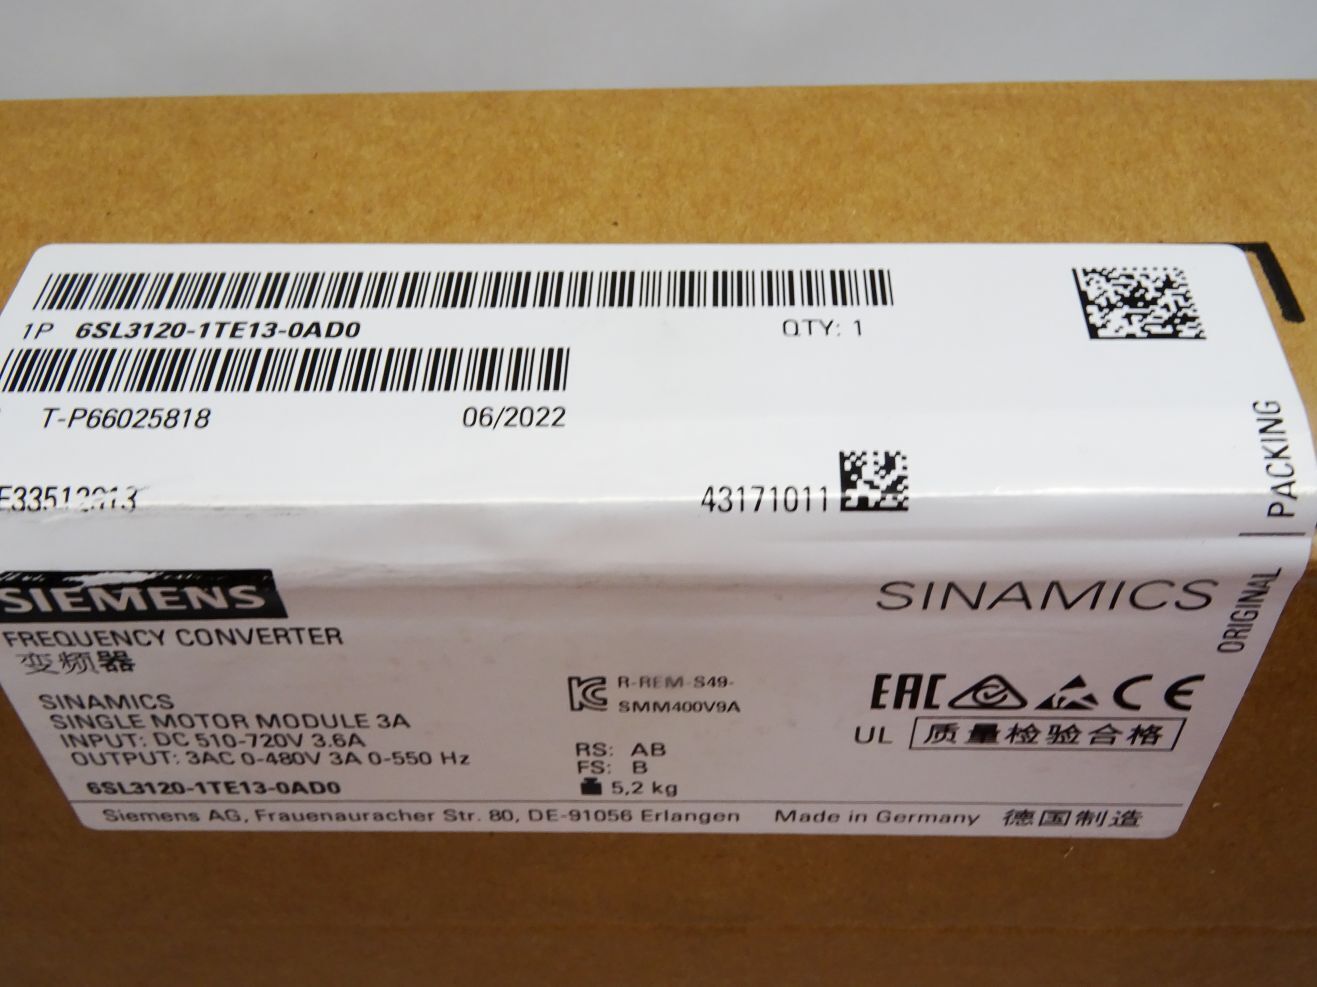 1P 6SL3120-1TE13-0AD0 QTY: 1
T-P66025818 06/2022
43171011
SIEMENS SINAMICS
FREQUENCY CONVERTER
变频器
SINAMICS
SINGLE MOTOR MODULE 3A
INPUT: DC 510-720V 3.6A
OUTPUT: 3AC 0-480V 3A 0-550 Hz
6SL3120-1TE13-0AD0
R-REM-S49-
SMM400V9A
RS: AB
FS: B
5,2 kg
EAC CE
UL 质量检验合格
Siemens AG, Frauenauracher Str. 80, DE-91056 Erlangen Made in Germany 德国制造
ORIGINAL PACKING